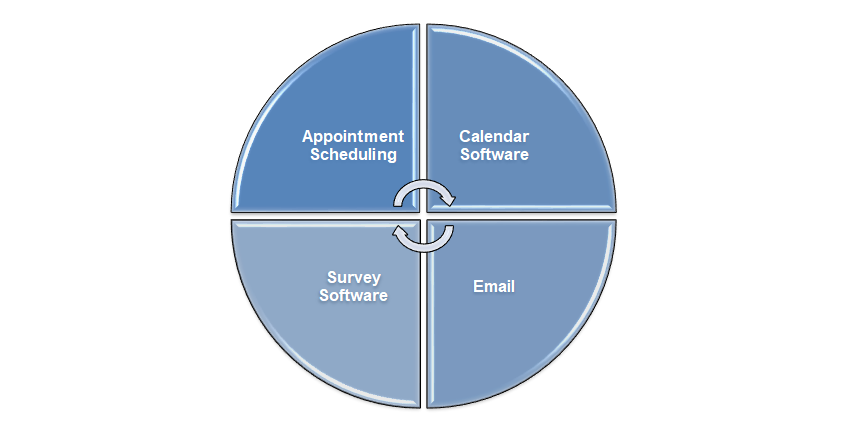 Appointment
Scheduling
Calendar
Software
Survey
Software
Email